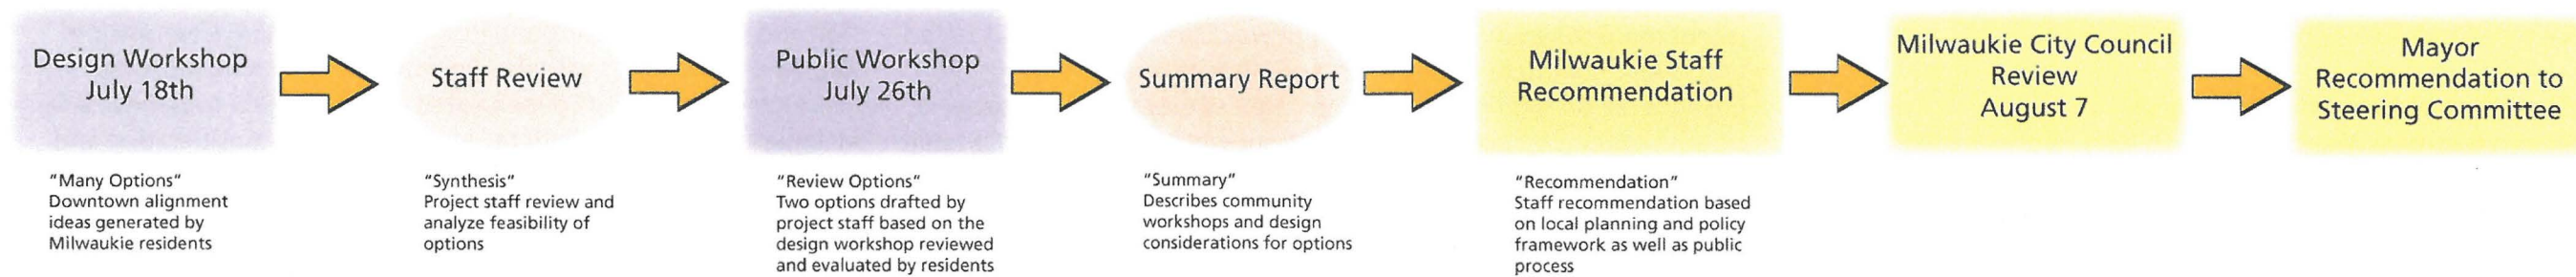 Design Workshop
July 18th
Staff Review
Public Workshop
July 26th
Summary Report
Milwaukie Staff
Recommendation
Milwaukie City Council
Review
August 7
Mayor
Recommendation to
Steering Committee
"Many Options"
Downtown alignment
ideas generated by
Milwaukie residents
"Synthesis"
Project staff review and
analyze feasibility of
options
"Review Options"
Two options drafted by
project staff based on the
design workshop reviewed
and evaluated by residents
"Summary"
Describes community
workshops and design
considerations for options
"Recommendation"
Staff recommendation based
on local planning and policy
framework as well as public
process